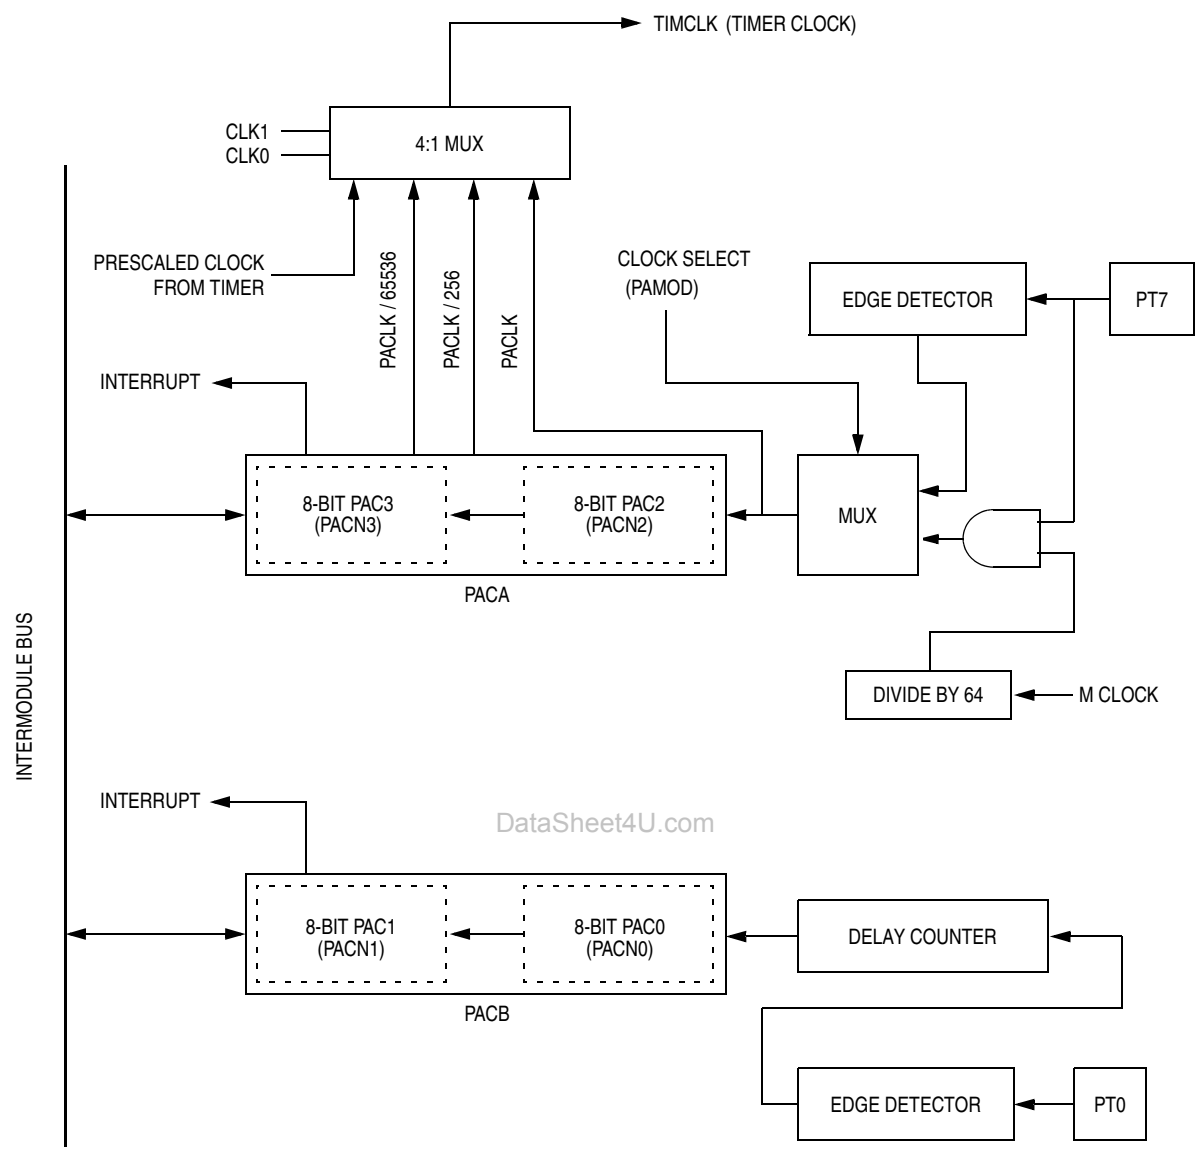 TIMCLK (TIMER CLOCK)
CLK1
CLK0
4:1 MUX
PRESCALED CLOCK
FROM TIMER
PACLK / 65536
PACLK / 256
PACLK
CLOCK SELECT
(PAMOD)
EDGE DETECTOR
PT7
INTERRUPT
8-BIT PAC3
(PACN3)
8-BIT PAC2
(PACN2)
MUX
PACA
INTERMODULE BUS
DIVIDE BY 64
M CLOCK
INTERRUPT
DataSheet4U.com
8-BIT PAC1
(PACN1)
8-BIT PAC0
(PACN0)
DELAY COUNTER
PACB
EDGE DETECTOR
PT0